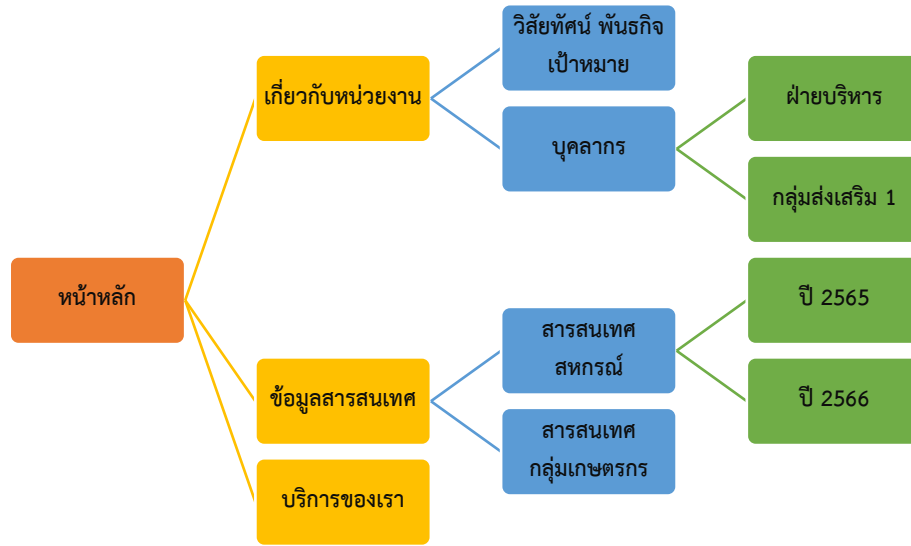 หน้าหลัก
เกี่ยวกับหน่วยงาน
วิสัยทัศน์ พันธกิจ
เป้าหมาย
บุคลากร
ฝ่ายบริหาร
กลุ่มส่งเสริม 1
ข้อมูลสารสนเทศ
สารสนเทศ
สหกรณ์
ปี 2565
ปี 2566
สารสนเทศ
กลุ่มเกษตรกร
บริการของเรา